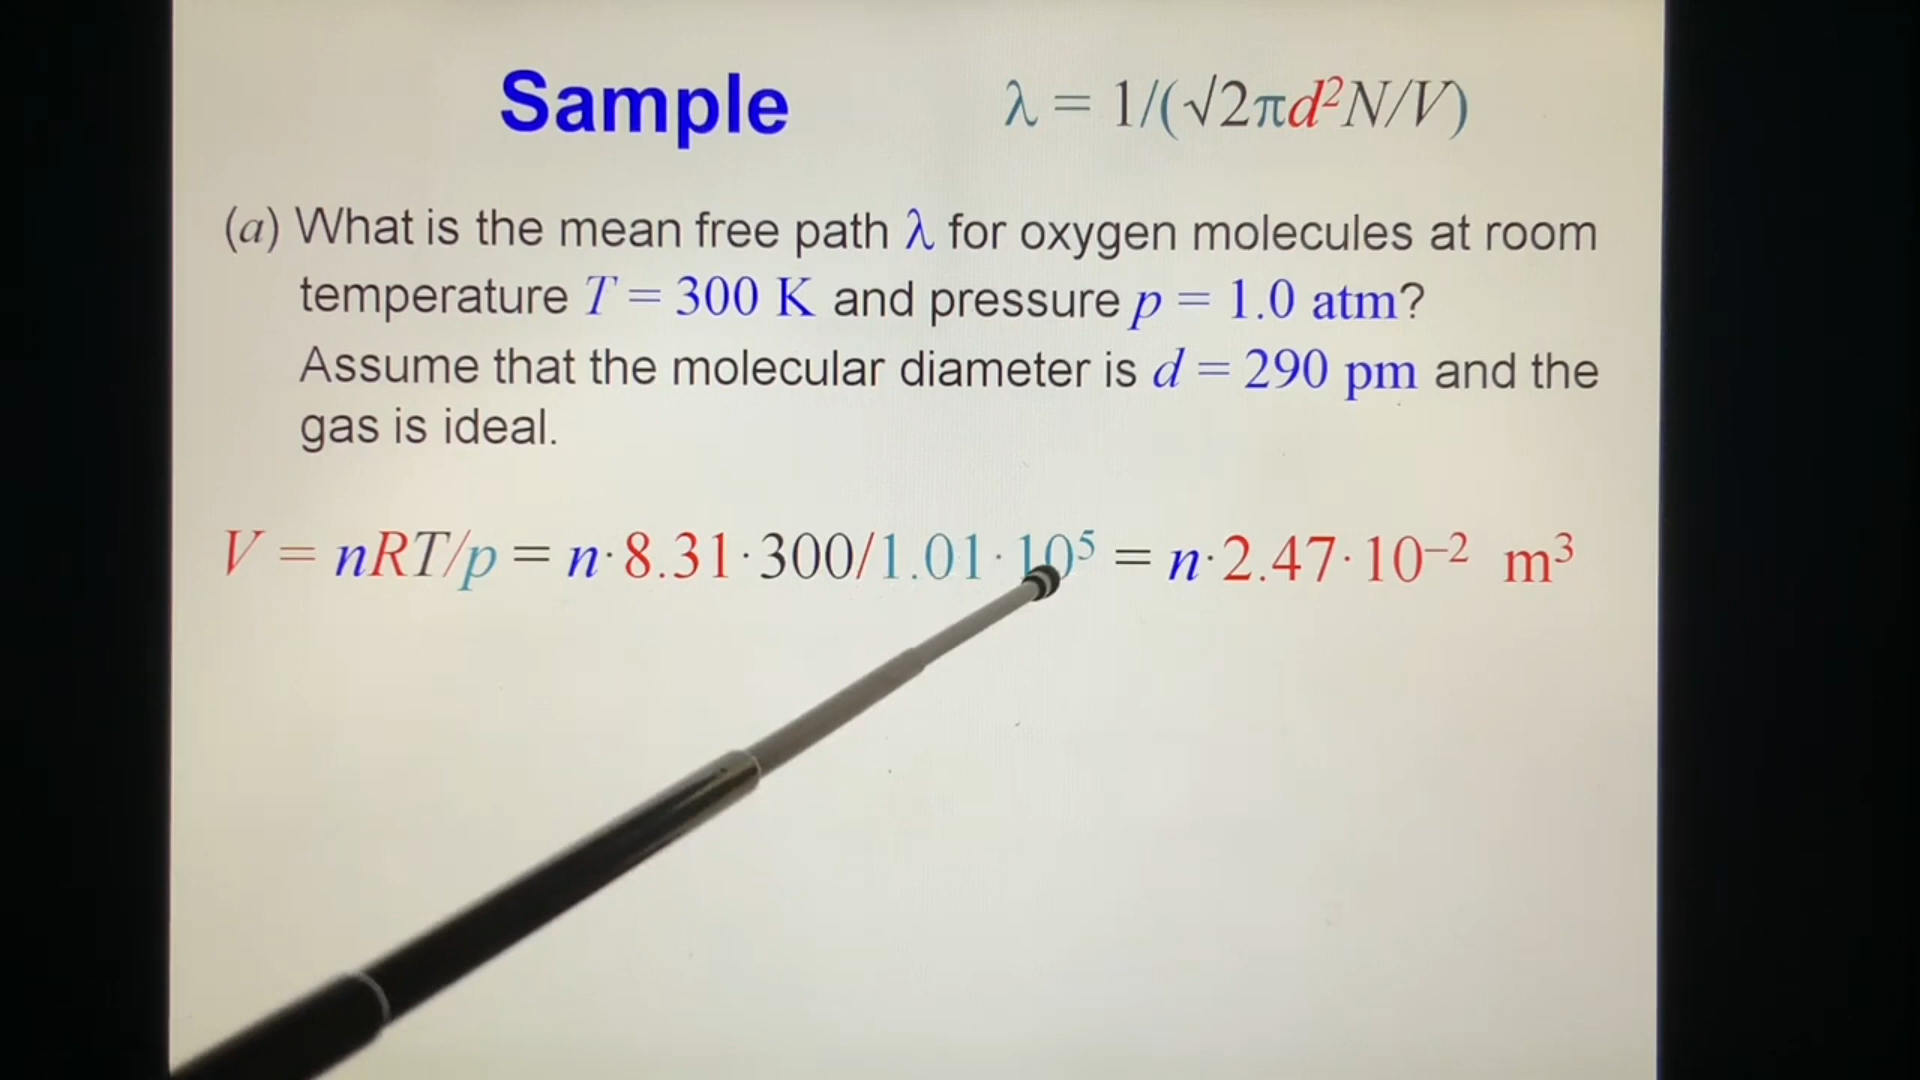 Sample
λ = 1/(√2πd²N/V)
(a) What is the mean free path λ for oxygen molecules at room
temperature T = 300 K and pressure p = 1.0 atm?
Assume that the molecular diameter is d = 290 pm and the
gas is ideal.
V = nRT/p = n·8.31·300/1.01·10⁵ = n·2.47·10⁻² m³